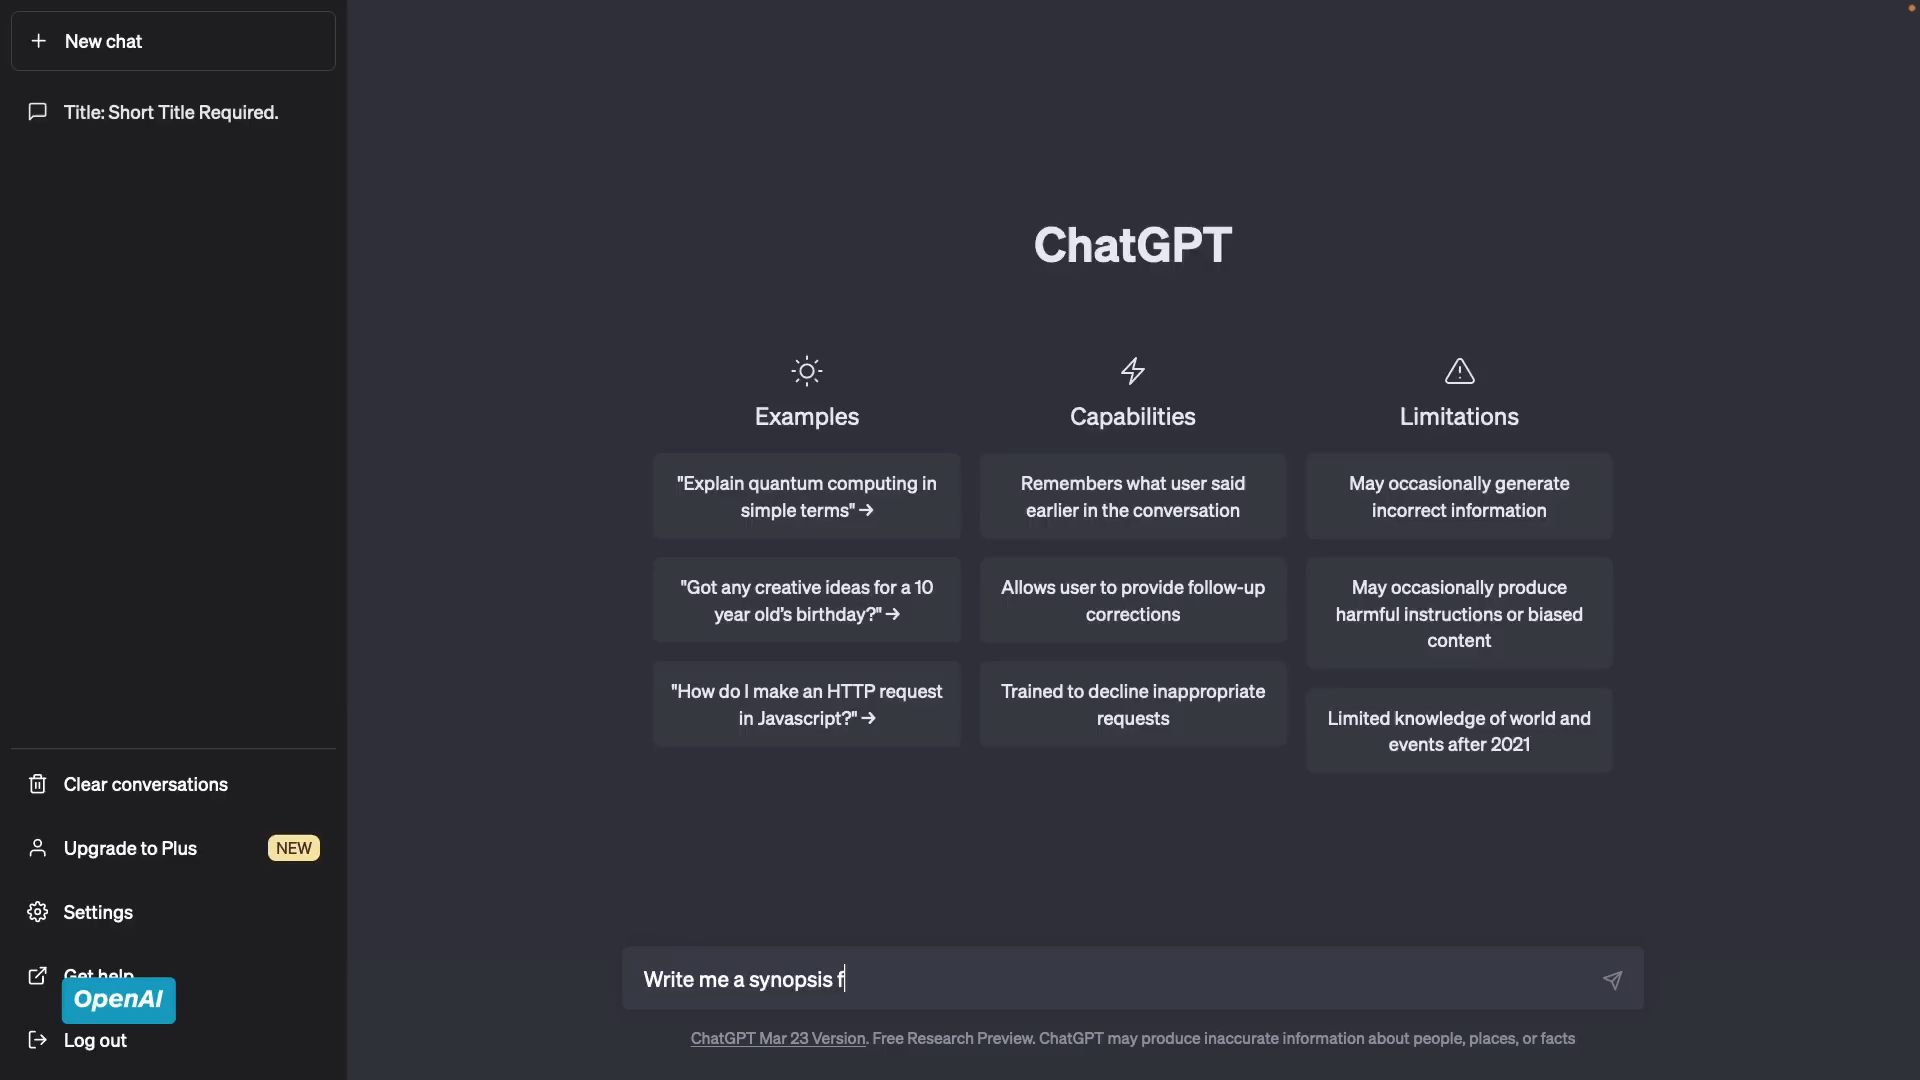 New chat
Title: Short Title Required.
Clear conversations
Upgrade to Plus
NEW
Settings
Get help
OpenAI
Log out
ChatGPT
Examples
"Explain quantum computing in
simple terms" →
"Got any creative ideas for a 10
year old's birthday?" →
"How do I make an HTTP request
in Javascript?" →
Capabilities
Remembers what user said
earlier in the conversation
Allows user to provide follow-up
corrections
Trained to decline inappropriate
requests
Limitations
May occasionally generate
incorrect information
May occasionally produce
harmful instructions or biased
content
Limited knowledge of world and
events after 2021
Write me a synopsis f
ChatGPT Mar 23 Version. Free Research Preview. ChatGPT may produce inaccurate information about people, places, or facts